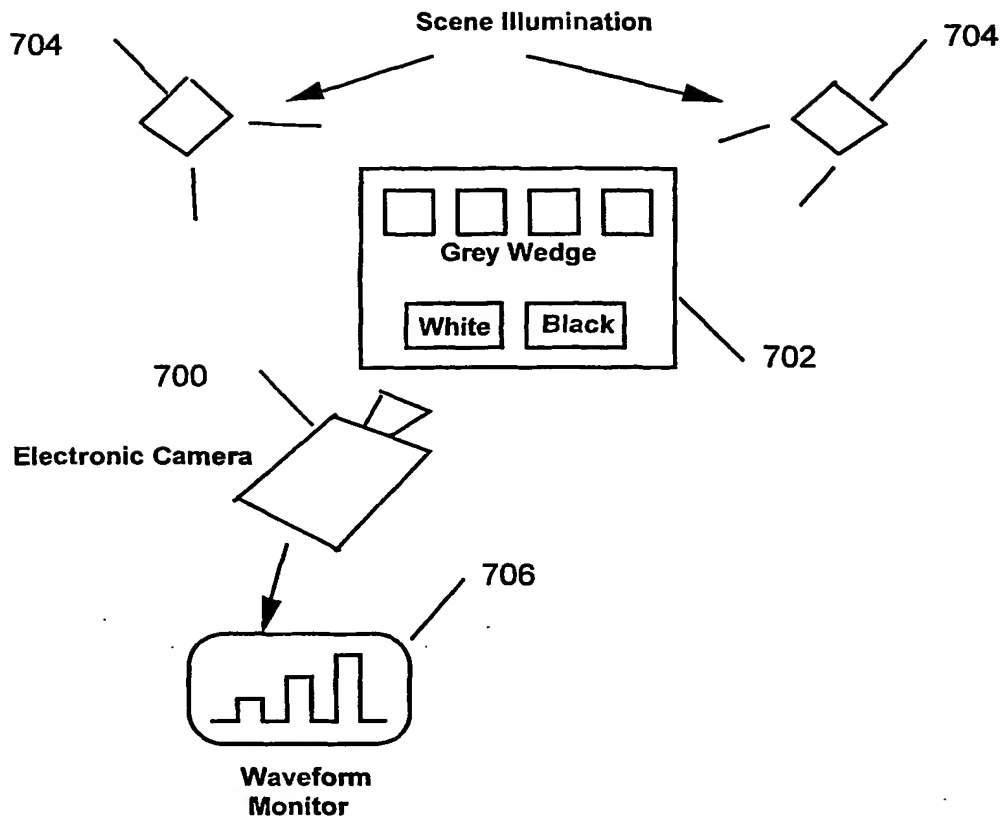 Scene Illumination
704
704
Grey Wedge
White
Black
702
700
Electronic Camera
706
Waveform
Monitor